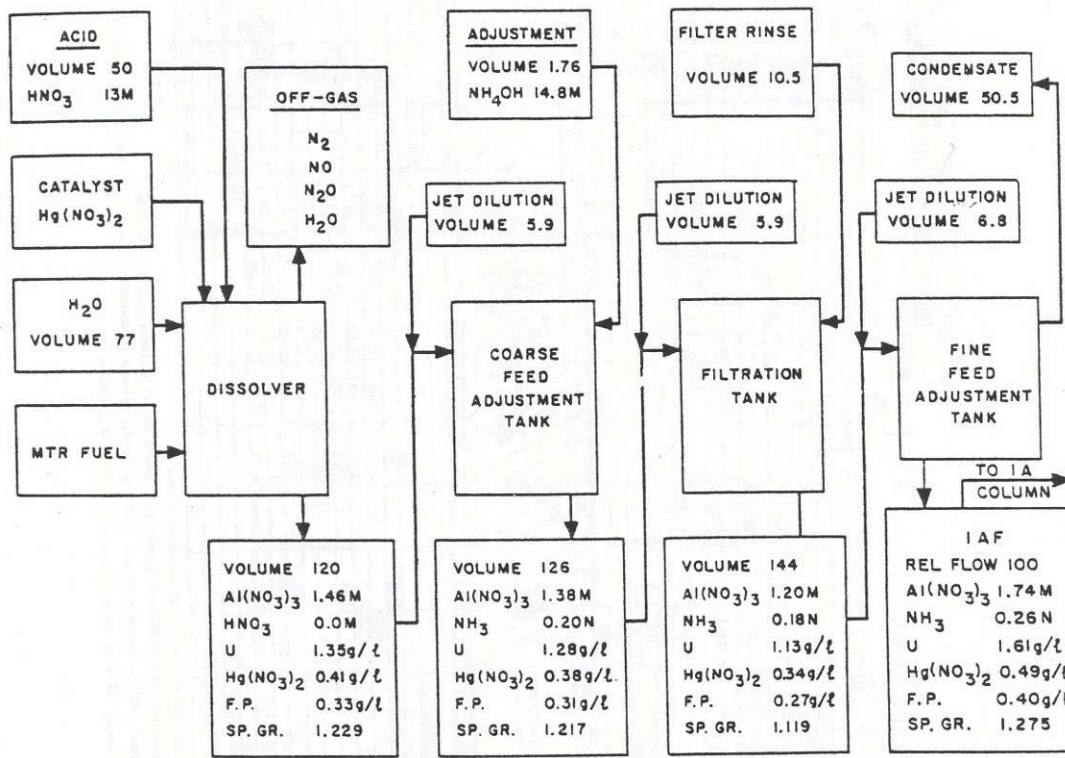 ACID
VOLUME 50
HNO3 13M
OFF-GAS
N2
NO
N2O
H2O
ADJUSTMENT
VOLUME 1.76
NH4OH 14.8M
FILTER RINSE
VOLUME 10.5
CONDENSATE
VOLUME 50.5
CATALYST
Hg(NO3)2
JET DILUTION
VOLUME 5.9
JET DILUTION
VOLUME 5.9
JET DILUTION
VOLUME 6.8
H2O
VOLUME 77
DISSOLVER
COARSE
FEED
ADJUSTMENT
TANK
FILTRATION
TANK
FINE
FEED
ADJUSTMENT
TANK
MTR FUEL
TO IA
COLUMN
VOLUME 120
Al(NO3)3 1.46M
HNO3 0.0M
U 1.35g/ℓ
Hg(NO3)2 0.41g/ℓ
F.P. 0.33g/ℓ
SP. GR. 1.229
VOLUME 126
Al(NO3)3 1.38M
NH3 0.20N
U 1.28g/ℓ
Hg(NO3)2 0.38g/ℓ.
F.P. 0.31g/ℓ
SP. GR. 1.217
VOLUME 144
Al(NO3)3 1.20M
NH3 0.18N
U 1.13g/ℓ
Hg(NO3)2 0.34g/ℓ
F.P. 0.27g/ℓ
SP. GR. 1.119
IAF
REL FLOW 100
Al(NO3)3 1.74M
NH3 0.26N
U 1.61g/ℓ
Hg(NO3)2 0.49g/ℓ
F.P. 0.40g/ℓ
SP. GR. 1.275